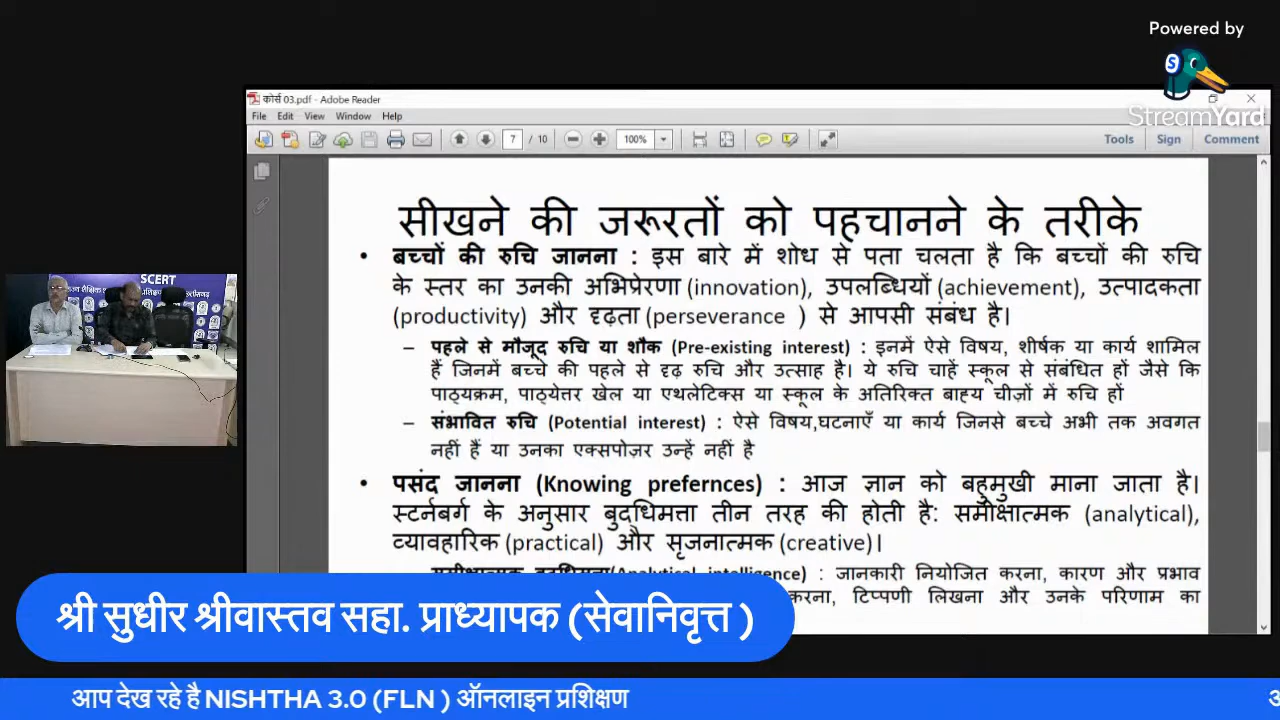 Powered by
StreamYard
कोर्स 03.pdf - Adobe Reader
File Edit View Window Help
7 / 10 100% Tools Sign Comment
सीखने की जरूरतों को पहचानने के तरीके
• बच्चों की रुचि जानना : इस बारे में शोध से पता चलता है कि बच्चों की रुचि
के स्तर का उनकी अभिप्रेरणा (innovation), उपलब्धियों (achievement), उत्पादकता
(productivity) और दृढ़ता (perseverance ) से आपसी संबंध है।
– पहले से मौजूद रुचि या शौक (Pre-existing interest) : इनमें ऐसे विषय, शीर्षक या कार्य शामिल
हैं जिनमें बच्चे की पहले से दृढ़ रुचि और उत्साह है। ये रुचि चाहें स्कूल से संबंधित हों जैसे कि
पाठ्यक्रम, पाठ्येत्तर खेल या एथलेटिक्स या स्कूल के अतिरिक्त बाह्य चीज़ों में रुचि हों
– संभावित रुचि (Potential interest) : ऐसे विषय,घटनाएँ या कार्य जिनसे बच्चे अभी तक अवगत
नहीं हैं या उनका एक्सपोज़र उन्हें नहीं है
• पसंद जानना (Knowing prefernces) : आज ज्ञान को बहुमुखी माना जाता है।
स्टर्नबर्ग के अनुसार बुद्धिमत्ता तीन तरह की होती है: समीक्षात्मक (analytical),
व्यावहारिक (practical) और सृजनात्मक (creative)।
समीक्षात्मक बुद्धिमत्ता(Analytical intelligence) : जानकारी नियोजित करना, कारण और प्रभाव
करना, टिप्पणी लिखना और उनके परिणाम का
SCERT
श्री सुधीर श्रीवास्तव सहा. प्राध्यापक (सेवानिवृत्त )
आप देख रहे है NISHTHA 3.0 (FLN ) ऑनलाइन प्रशिक्षण